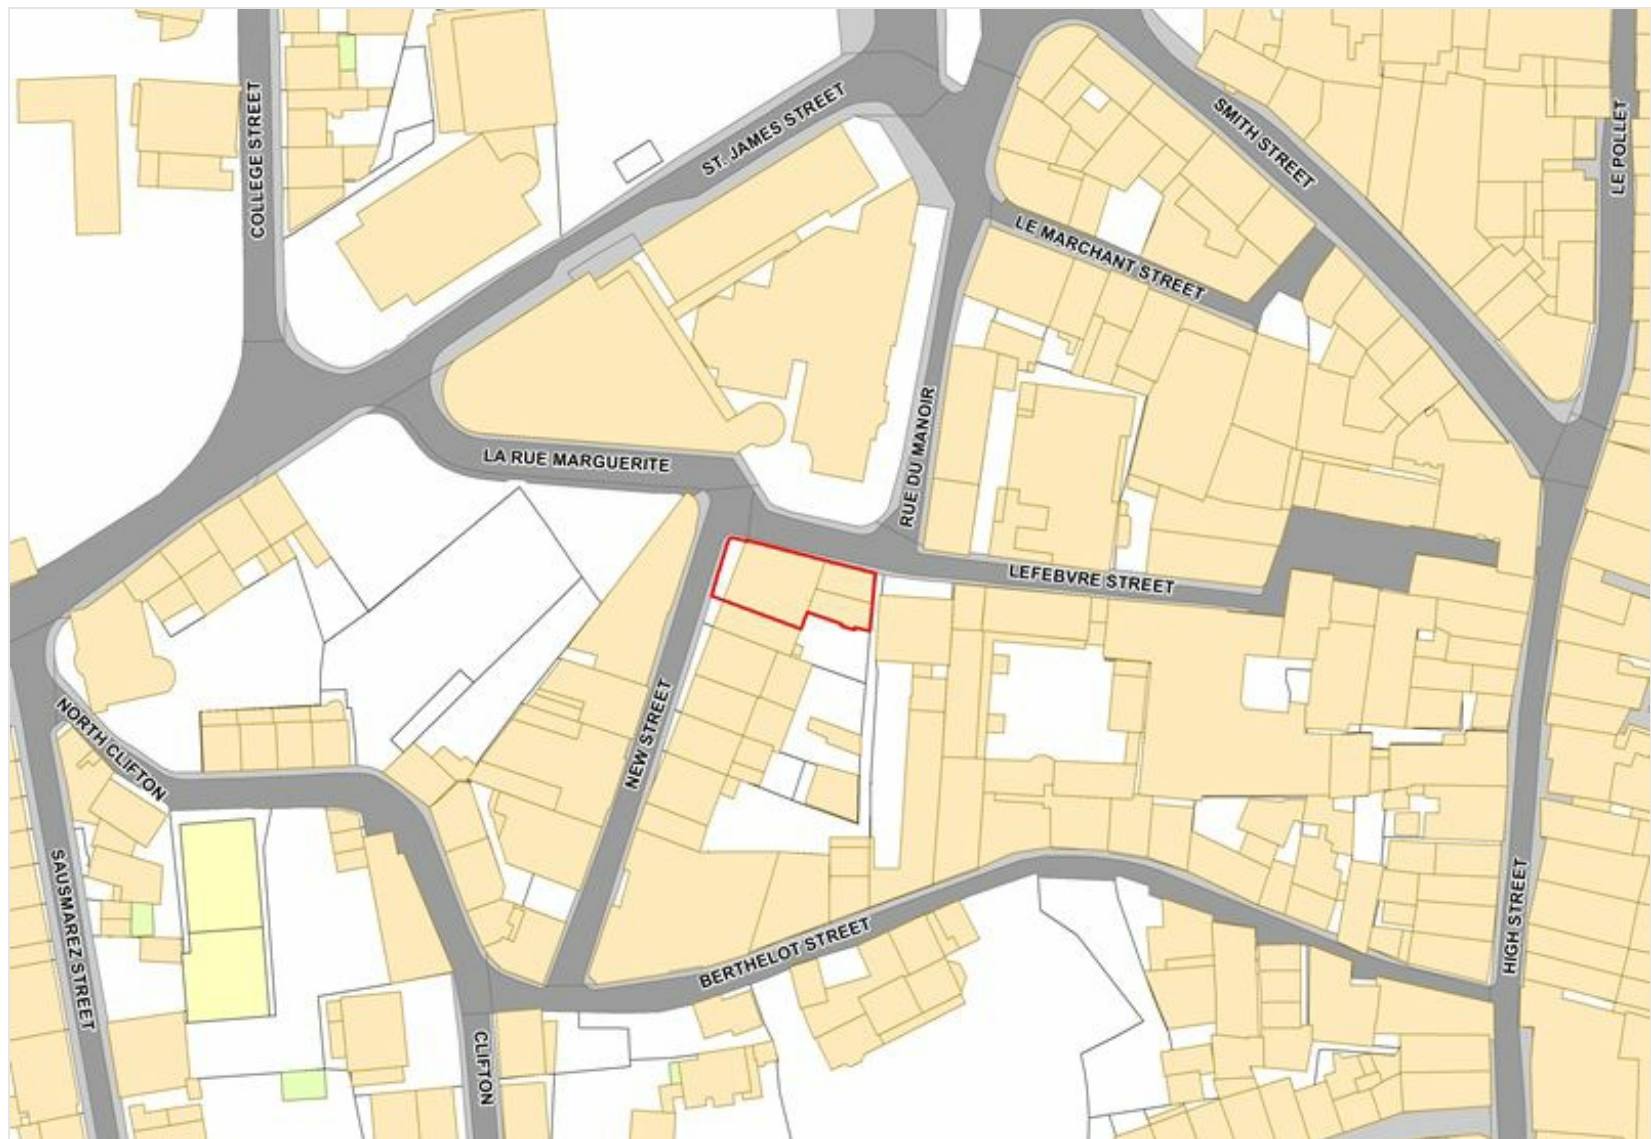 COLLEGE STREET
ST. JAMES STREET
SMITH STREET
LE POLLET
LE MARCHANT STREET
LA RUE MARGUERITE
RUE DU MANOIR
LEFEBVRE STREET
NEW STREET
NORTH CLIFTON
SAUSMAREZ STREET
BERTHELOT STREET
HIGH STREET
CLIFTON